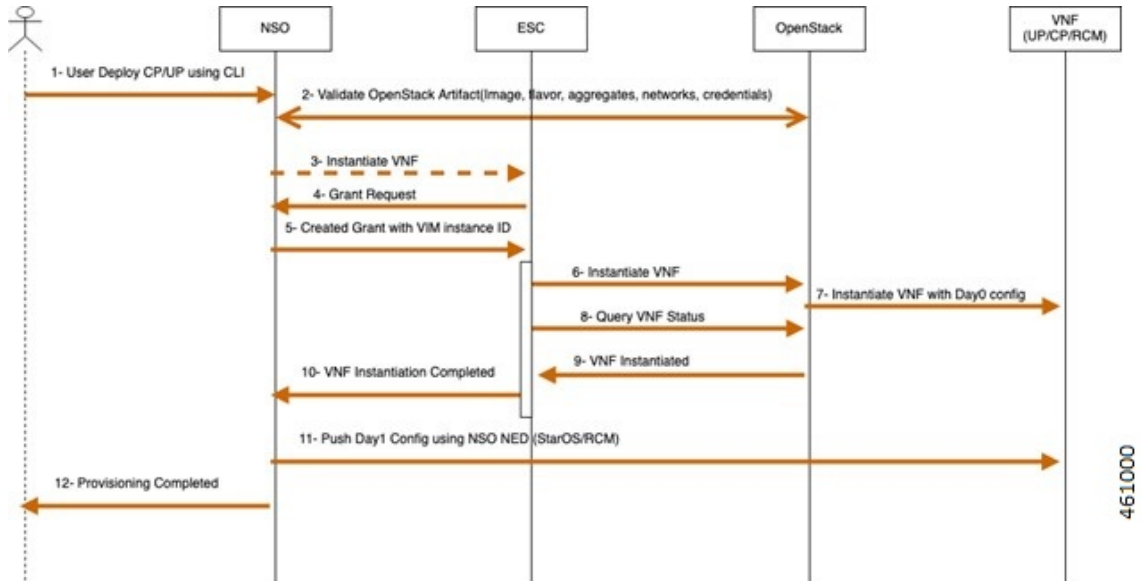 NSO
ESC
OpenStack
VNF
(UP/CP/RCM)
1- User Deploy CP/UP using CLI
2- Validate OpenStack Artifact(Image, flavor, aggregates, networks, credentials)
3- Instantiate VNF
4- Grant Request
5- Created Grant with VIM instance ID
6- Instantiate VNF
7- Instantiate VNF with Day0 config
8- Query VNF Status
9- VNF Instantiated
10- VNF Instantiation Completed
11- Push Day1 Config using NSO NED (StarOS/RCM)
12- Provisioning Completed
461000